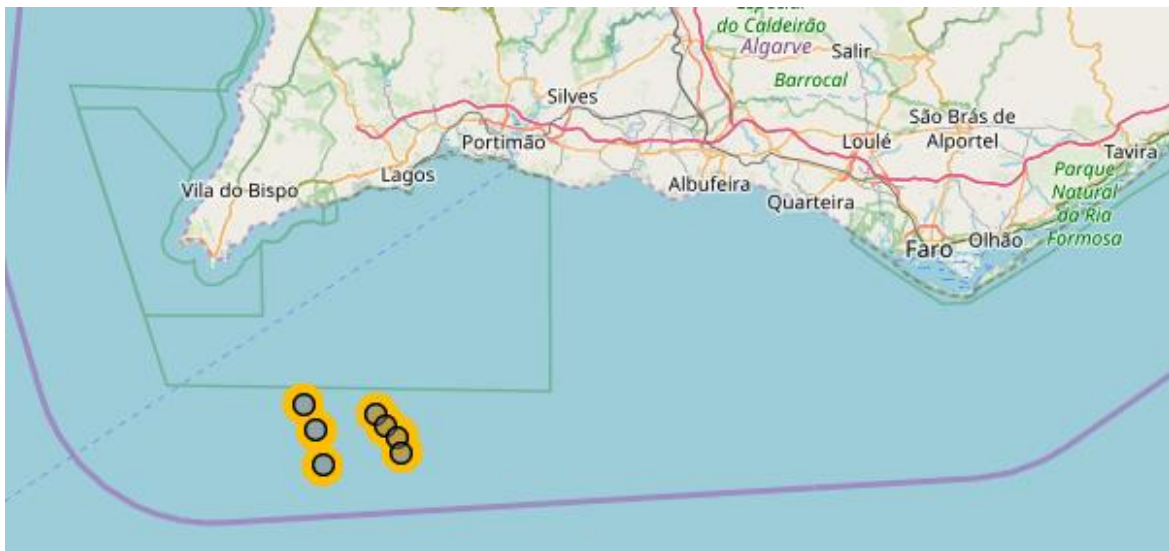 do Caldeirão
Algarve
Salir
Barrocal
Silves
São Brás de
Alportel
Portimão
Loulé
Tavira
Lagos
Parque
Natural
da Ria
Formosa
Vila do Bispo
Albufeira
Quarteira
Faro
Olhão